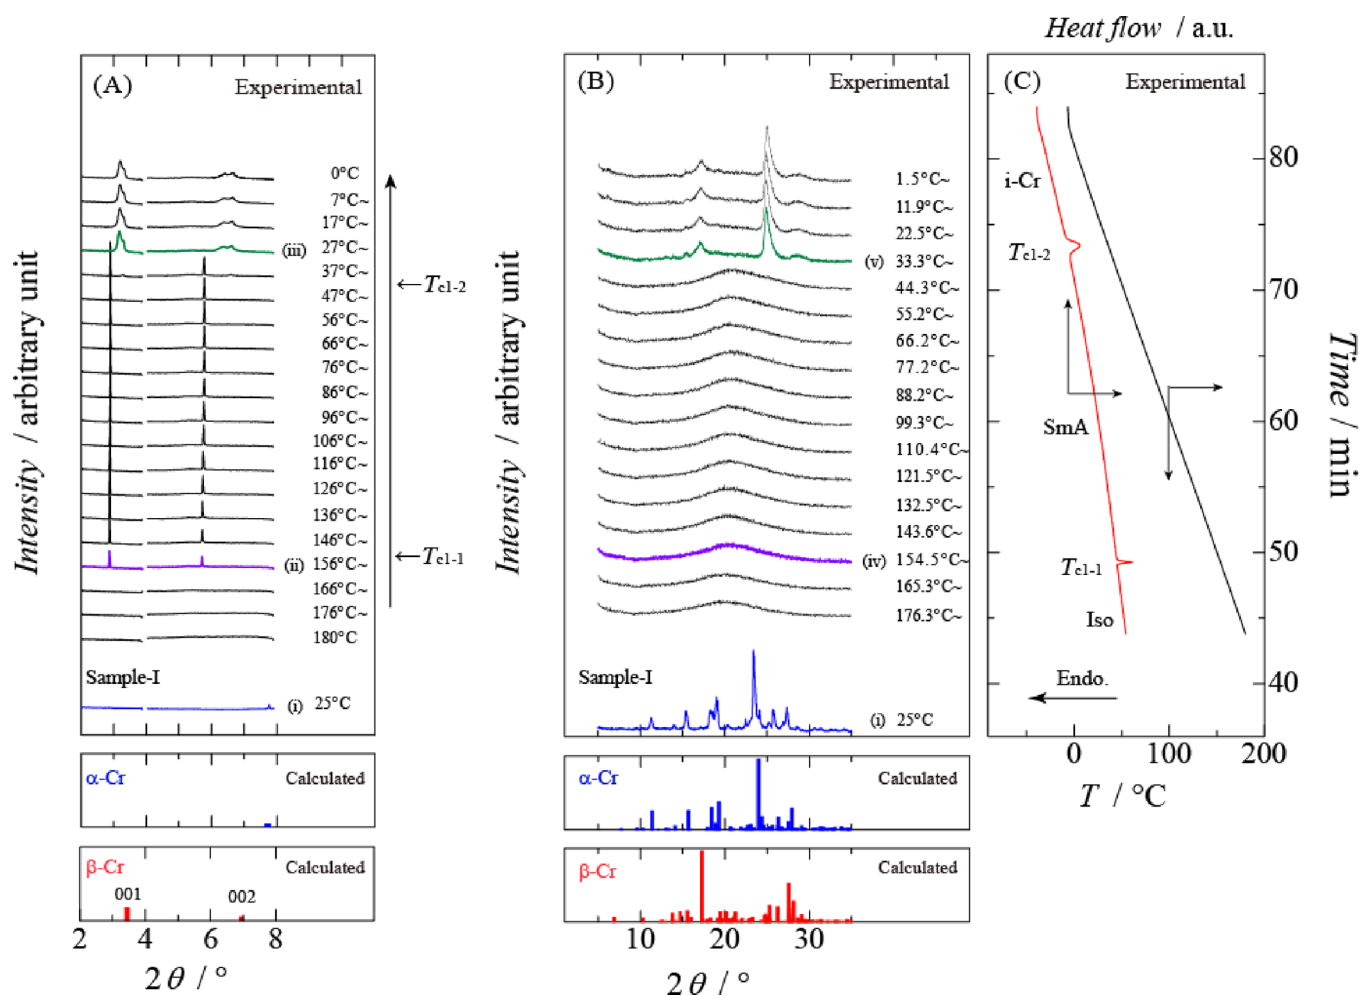 Heat flow / a.u.
(A)
Experimental
0°C
7°C~
17°C~
(iii) 27°C~
37°C~
←Tc1-2
47°C~
56°C~
66°C~
76°C~
86°C~
96°C~
106°C~
116°C~
126°C~
136°C~
146°C~
←Tc1-1
(ii) 156°C~
166°C~
176°C~
180°C
Sample-I
(i) 25°C
α-Cr
Calculated
β-Cr
Calculated
001
002
2 4 6 8
2θ / °
Intensity / arbitrary unit
(B)
Experimental
1.5°C~
11.9°C~
22.5°C~
(v) 33.3°C~
44.3°C~
55.2°C~
66.2°C~
77.2°C~
88.2°C~
99.3°C~
110.4°C~
121.5°C~
132.5°C~
143.6°C~
(iv) 154.5°C~
165.3°C~
176.3°C~
Sample-I
(i) 25°C
α-Cr
Calculated
β-Cr
Calculated
10 20 30
2θ / °
Intensity / arbitrary unit
(C)
Experimental
i-Cr
Tc1-2
SmA
Tc1-1
Iso
Endo.
80
70
60
50
40
Time / min
0 100 200
T / °C